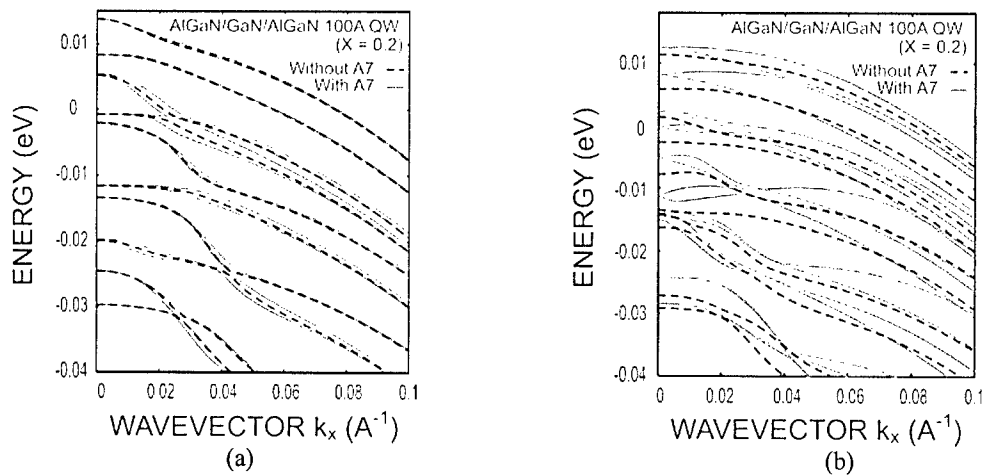 AlGaN/GaN/AlGaN 100A QW
(X = 0.2)
Without A7
With A7
ENERGY (eV)
0.01
0
-0.01
-0.02
-0.03
-0.04
0 0.02 0.04 0.06 0.08 0.1
WAVEVECTOR kx (A⁻¹)
(a)
AlGaN/GaN/AlGaN 100A QW
(X = 0.2)
Without A7
With A7
ENERGY (eV)
0.01
0
-0.01
-0.02
-0.03
-0.04
0 0.02 0.04 0.06 0.08 0.1
WAVEVECTOR kx (A⁻¹)
(b)